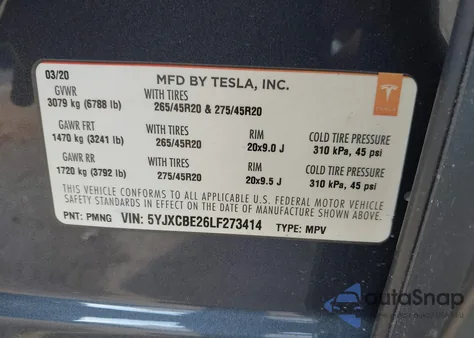 03/20 MFD BY TESLA, INC.
GVWR WITH TIRES
3079 kg (6788 lb) 265/45R20 & 275/45R20
TESLA
GAWR FRT WITH TIRES RIM COLD TIRE PRESSURE
1470 kg (3241 lb) 265/45R20 20x9.0 J 310 kPa, 45 psi
GAWR RR WITH TIRES RIM COLD TIRE PRESSURE
1720 kg (3792 lb) 275/45R20 20x9.5 J 310 kPa, 45 psi
THIS VEHICLE CONFORMS TO ALL APPLICABLE U.S. FEDERAL MOTOR VEHICLE
SAFETY STANDARDS IN EFFECT ON THE DATE OF MANUFACTURE SHOWN ABOVE.
PNT: PMNG VIN: 5YJXCBE26LF273414 TYPE: MPV
autoSnap